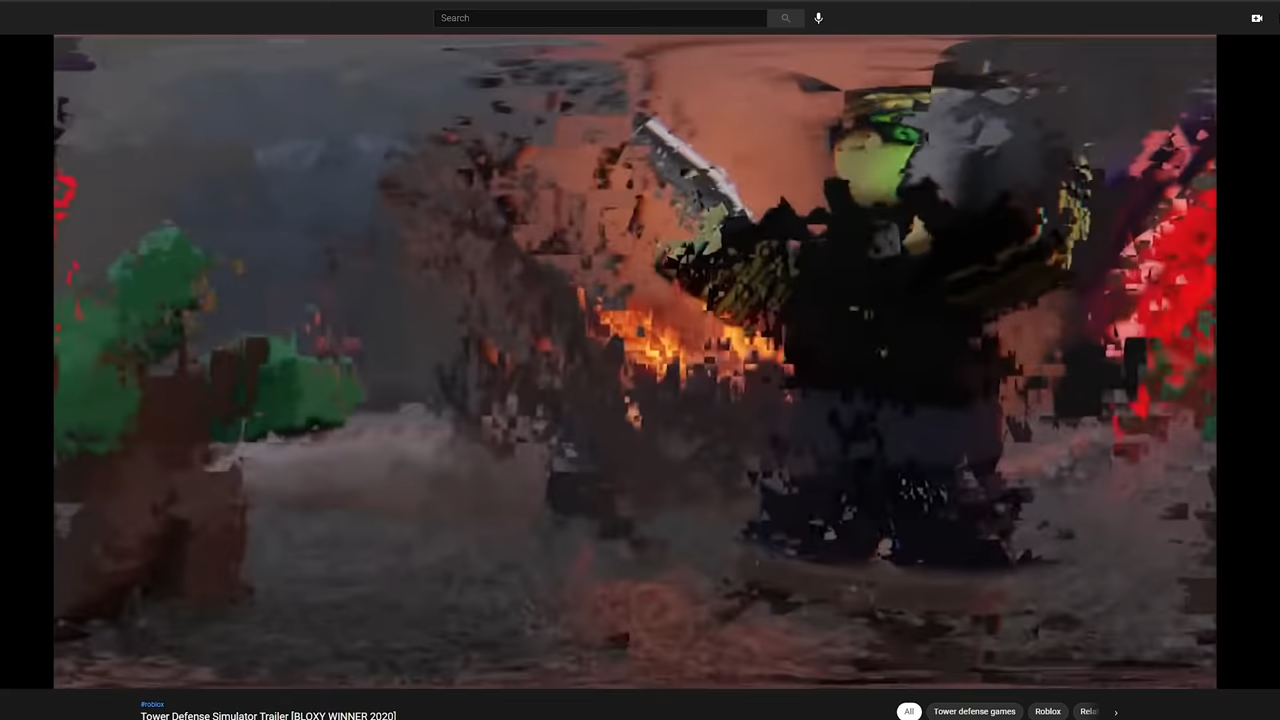 Search
#roblox
Tower Defense Simulator Trailer [BLOXY WINNER 2020]
All
Tower defense games
Roblox